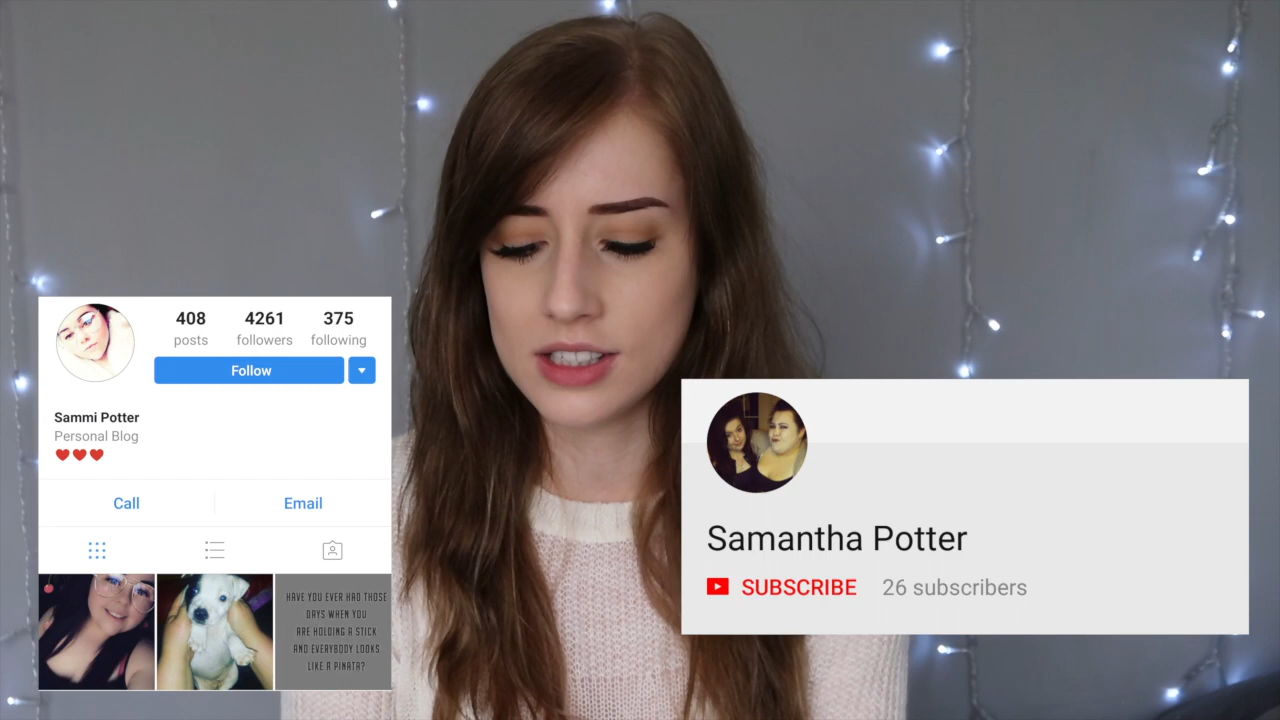 408 4261 375
posts followers following
Follow
Sammi Potter
Personal Blog
Call Email
HAVE YOU EVER HAD THOSE
DAYS WHEN YOU
ARE HOLDING A STICK
AND EVERYBODY LOOKS
LIKE A PINATA?
Samantha Potter
SUBSCRIBE 26 subscribers